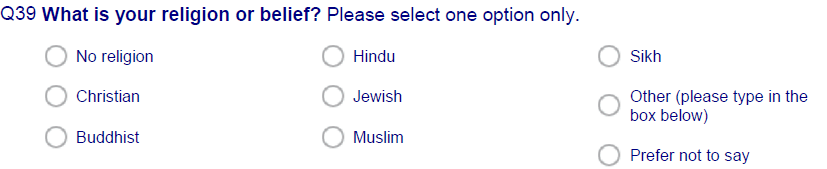 Q39 What is your religion or belief? Please select one option only.
No religion
Christian
Buddhist
Hindu
Jewish
Muslim
Sikh
Other (please type in the
box below)
Prefer not to say